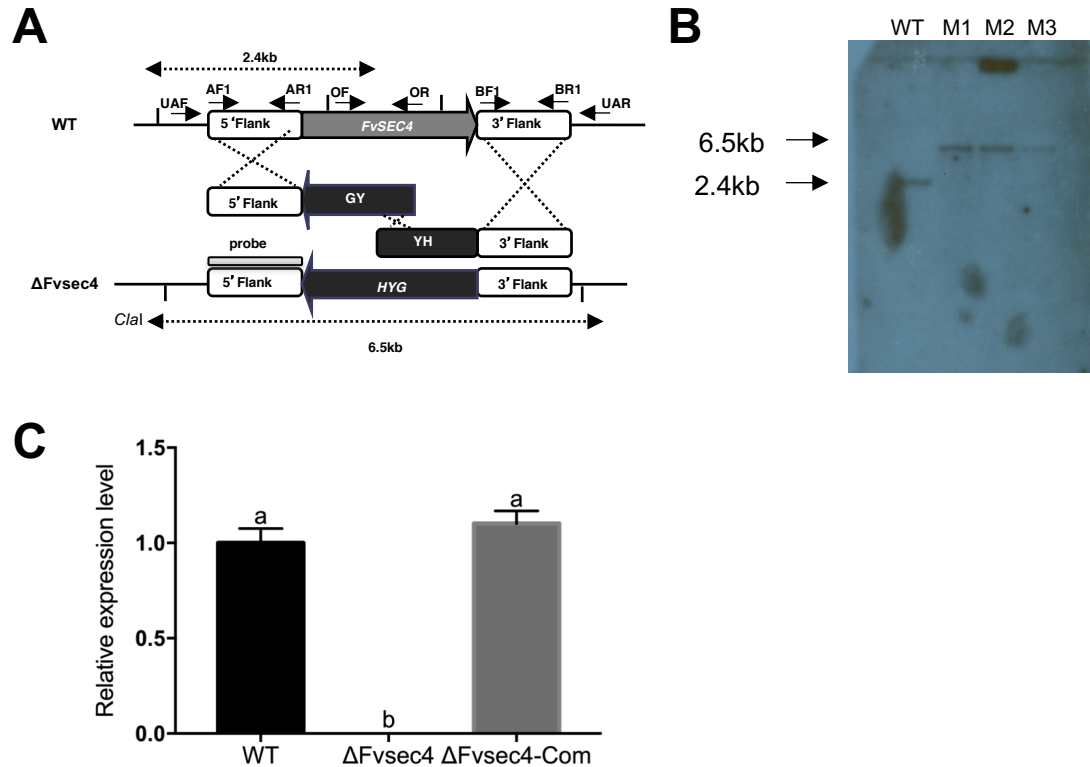 A
2.4kb
UAF AF1 AR1 OF OR BF1 BR1 UAR
WT 5 'Flank FvSEC4 3' Flank
5' Flank GY
YH 3' Flank
probe
ΔFvsec4 5' Flank HYG 3' Flank
ClaI
6.5kb
B
WT M1 M2 M3
6.5kb
2.4kb
C
Relative expression level
1.5
1.0
0.5
0.0
a
b
a
WT ΔFvsec4 ΔFvsec4-Com